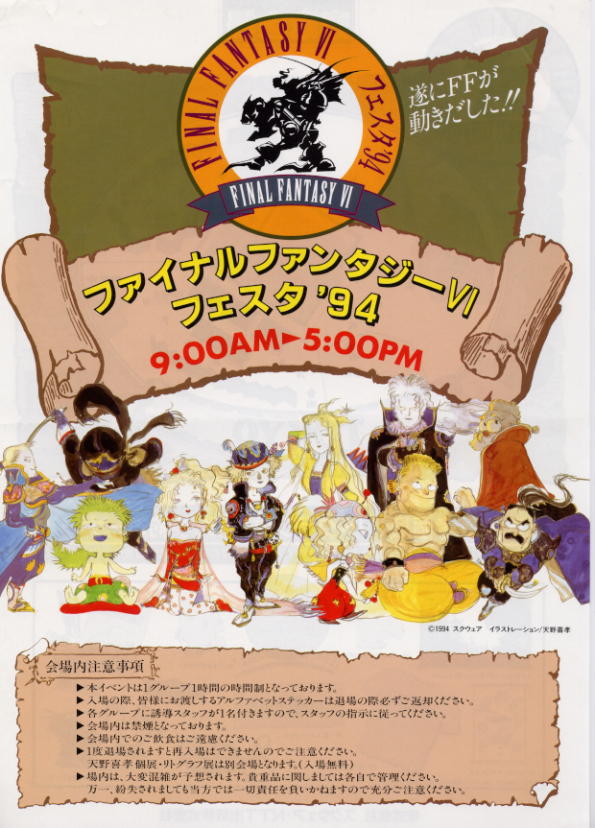 FINAL FANTASY VI フェスタ'94
FINAL FANTASY VI
遂にFFが
動きだした!!
ファイナルファンタジーVI
フェスタ '94
9:00AM►5:00PM
©1994 スクウェア イラストレーション/天野喜孝
会場内注意事項
▶本イベントは1グループ1時間の時間制となっております。
▶入場の際、皆様にお渡しするアルファベットステッカーは退場の際必ずご返却ください。
▶各グループに誘導スタッフが1名付きますので、スタッフの指示に従ってください。
▶会場内は禁煙となっております。
▶会場内でのご飲食はご遠慮ください。
▶1度退場されますと再入場はできませんのでご注意ください。
天野喜孝個展・リトグラフ展は別会場となります。(入場無料)
▶場内は、大変混雑が予想されます。貴重品に関しましては各自で管理ください。
万一、紛失されましても当方では一切責任を負いかねますので充分ご注意ください。